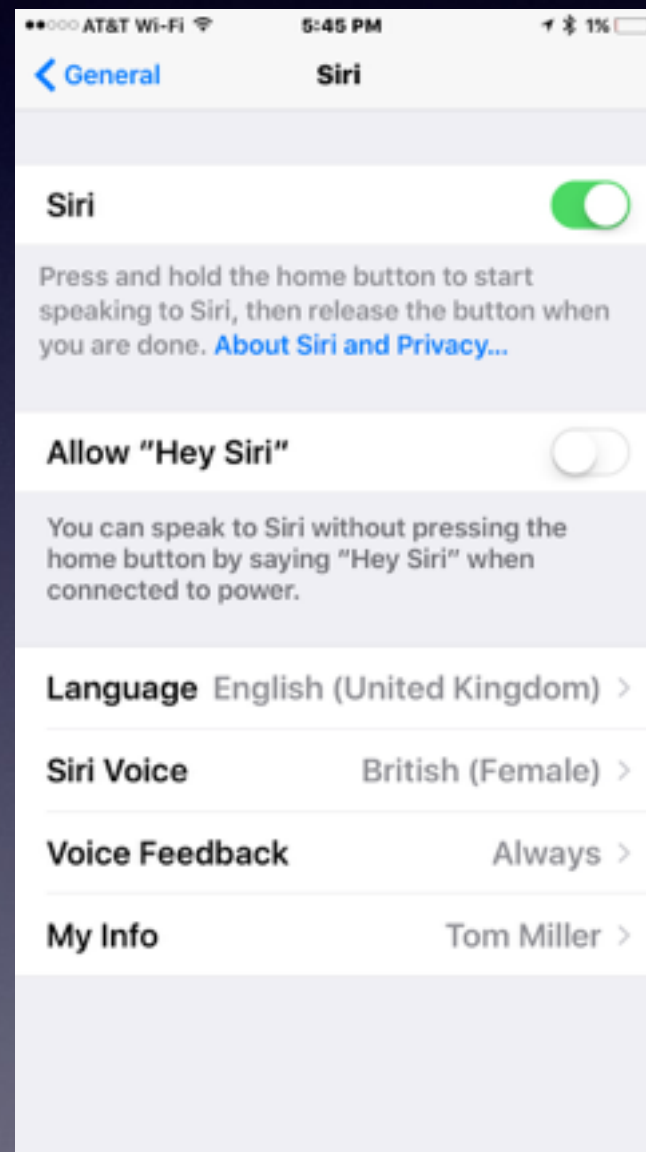 AT&T Wi-Fi 5:45 PM 1%
General Siri
Siri
Press and hold the home button to start
speaking to Siri, then release the button when
you are done. About Siri and Privacy...
Allow "Hey Siri"
You can speak to Siri without pressing the
home button by saying "Hey Siri" when
connected to power.
Language English (United Kingdom)
Siri Voice British (Female)
Voice Feedback Always
My Info Tom Miller